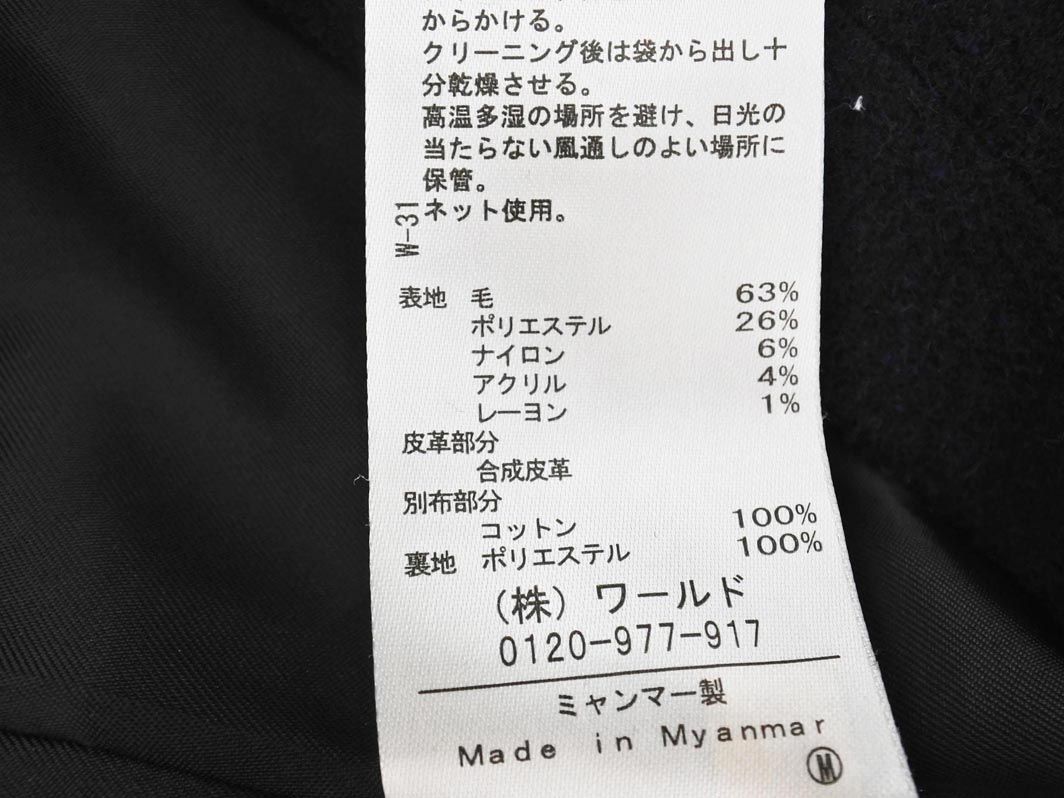 からかける。
クリーニング後は袋から出し十
分乾燥させる。
高温多湿の場所を避け、日光の
当たらない風通しのよい場所に
保管。
ネット使用。
W-31
表地 毛 63%
ポリエステル 26%
ナイロン 6%
アクリル 4%
レーヨン 1%
皮革部分
合成皮革
別布部分
コットン 100%
裏地 ポリエステル 100%
(株) ワールド
0120-977-917
ミャンマー製
Made in Myanmar
M